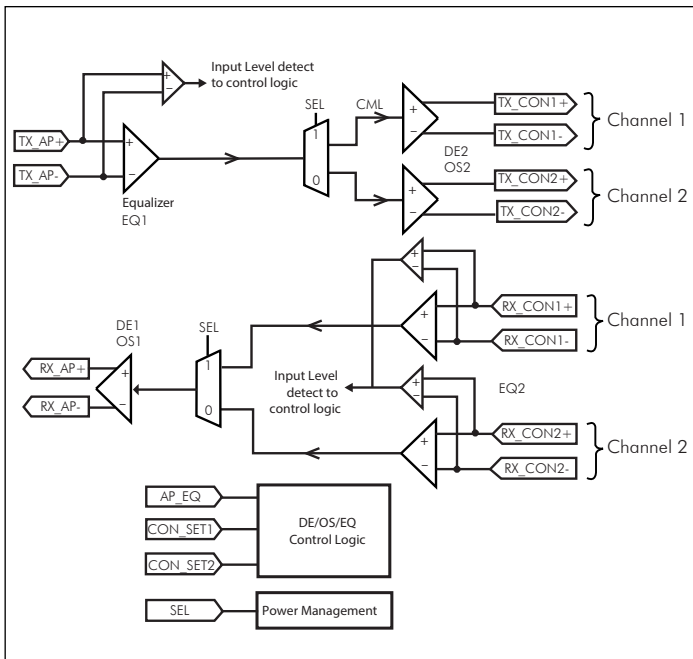 Input Level detect
to control logic
SEL
CML
TX_AP+
TX_AP-
+
−
+
−
1
0
+
−
+
−
TX_CON1+
TX_CON1-
Channel 1
DE2
OS2
TX_CON2+
TX_CON2-
Channel 2
Equalizer
EQ1
+
−
RX_CON1+
RX_CON1-
Channel 1
+
−
DE1
OS1
SEL
RX_AP+
RX_AP-
+
−
1
0
Input Level
detect to
control logic
+
−
EQ2
RX_CON2+
RX_CON2-
Channel 2
+
−
AP_EQ
CON_SET1
CON_SET2
DE/OS/EQ
Control Logic
SEL
Power Management